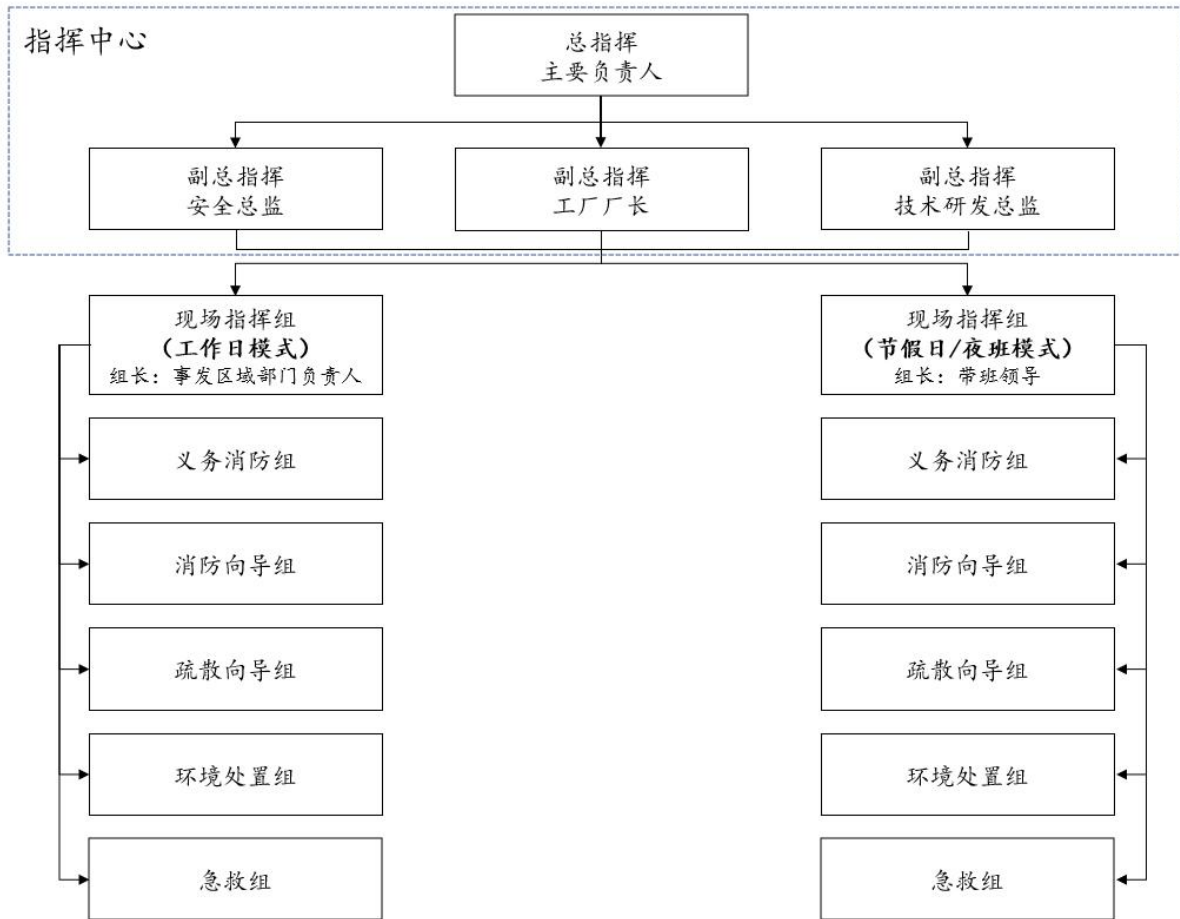 指挥中心
总指挥
主要负责人
副总指挥
安全总监
副总指挥
工厂厂长
副总指挥
技术研发总监
现场指挥组
（工作日模式）
组长：事发区域部门负责人
义务消防组
消防向导组
疏散向导组
环境处置组
急救组
现场指挥组
（节假日/夜班模式）
组长：带班领导
义务消防组
消防向导组
疏散向导组
环境处置组
急救组